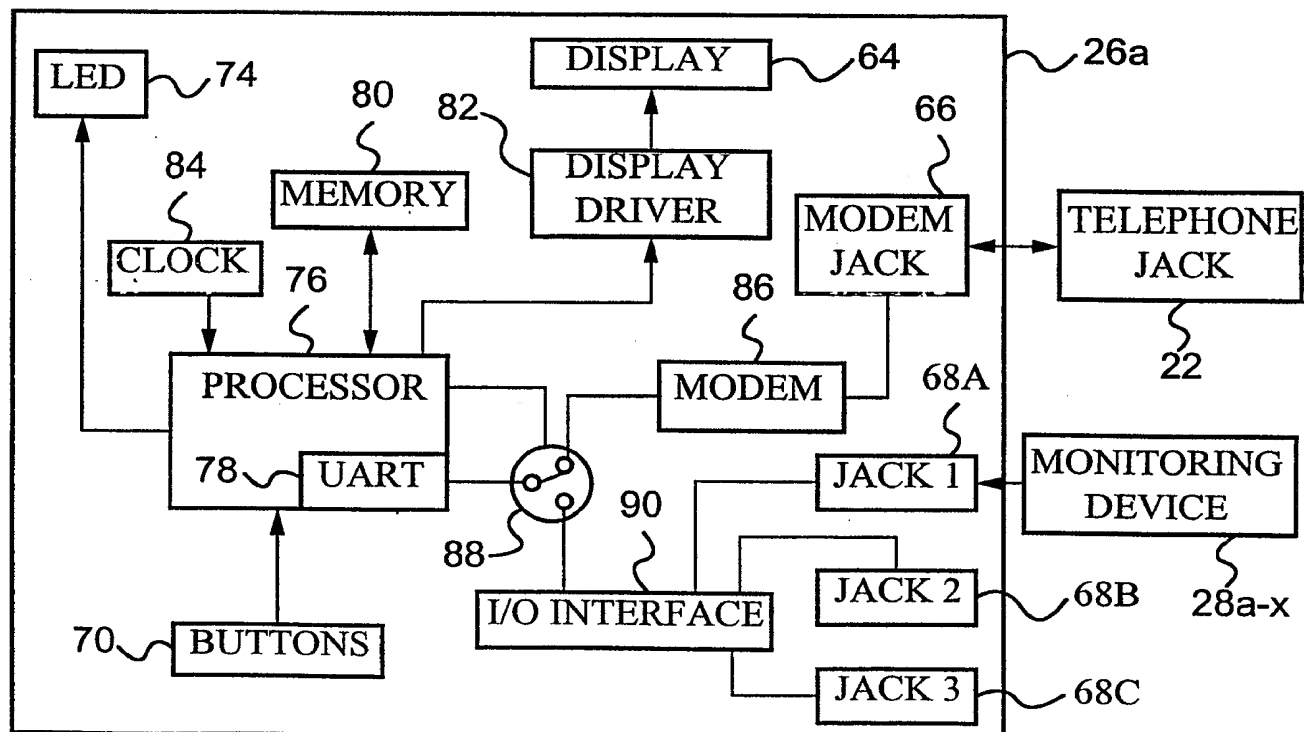 LED
74
DISPLAY
64
26a
80
82
66
84
MEMORY
DISPLAY
DRIVER
MODEM
JACK
TELEPHONE
JACK
CLOCK
76
86
22
PROCESSOR
MODEM
68A
78
UART
JACK 1
MONITORING
DEVICE
88
90
70
BUTTONS
I/O INTERFACE
JACK 2
68B
28a-x
JACK 3
68C